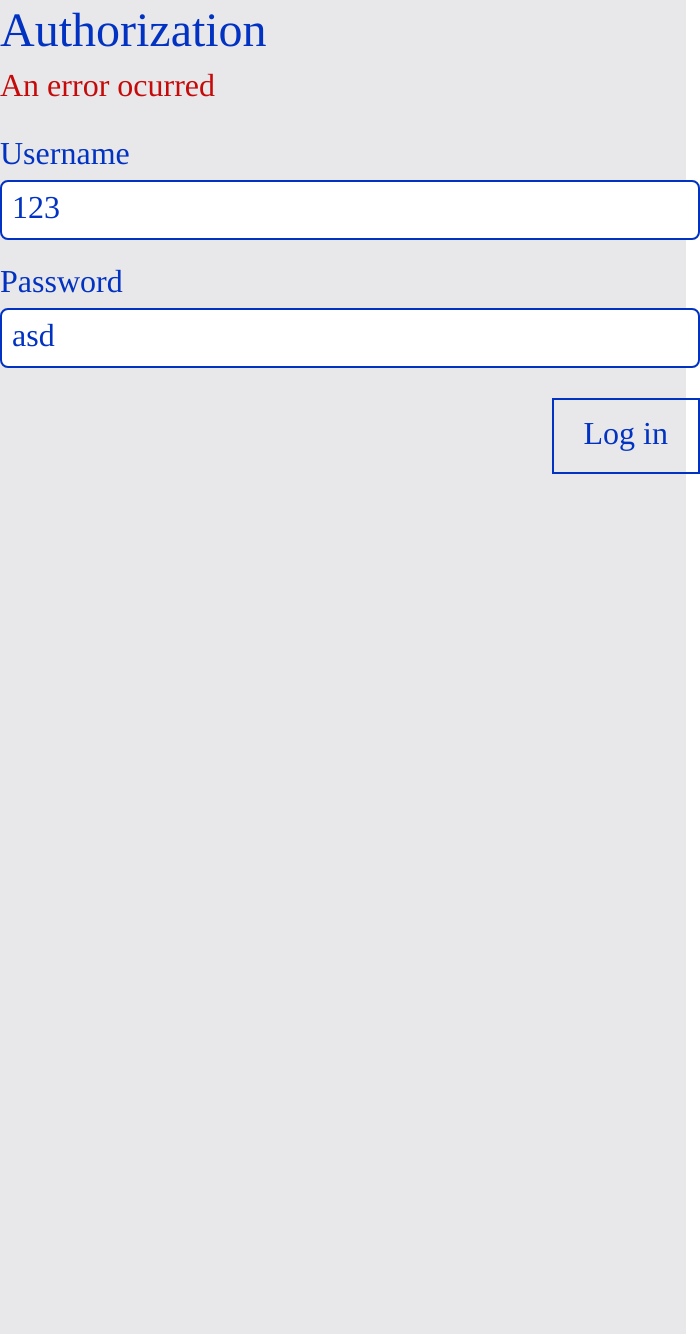 Authorization
An error ocurred
Username
123
Password
asd
Log in